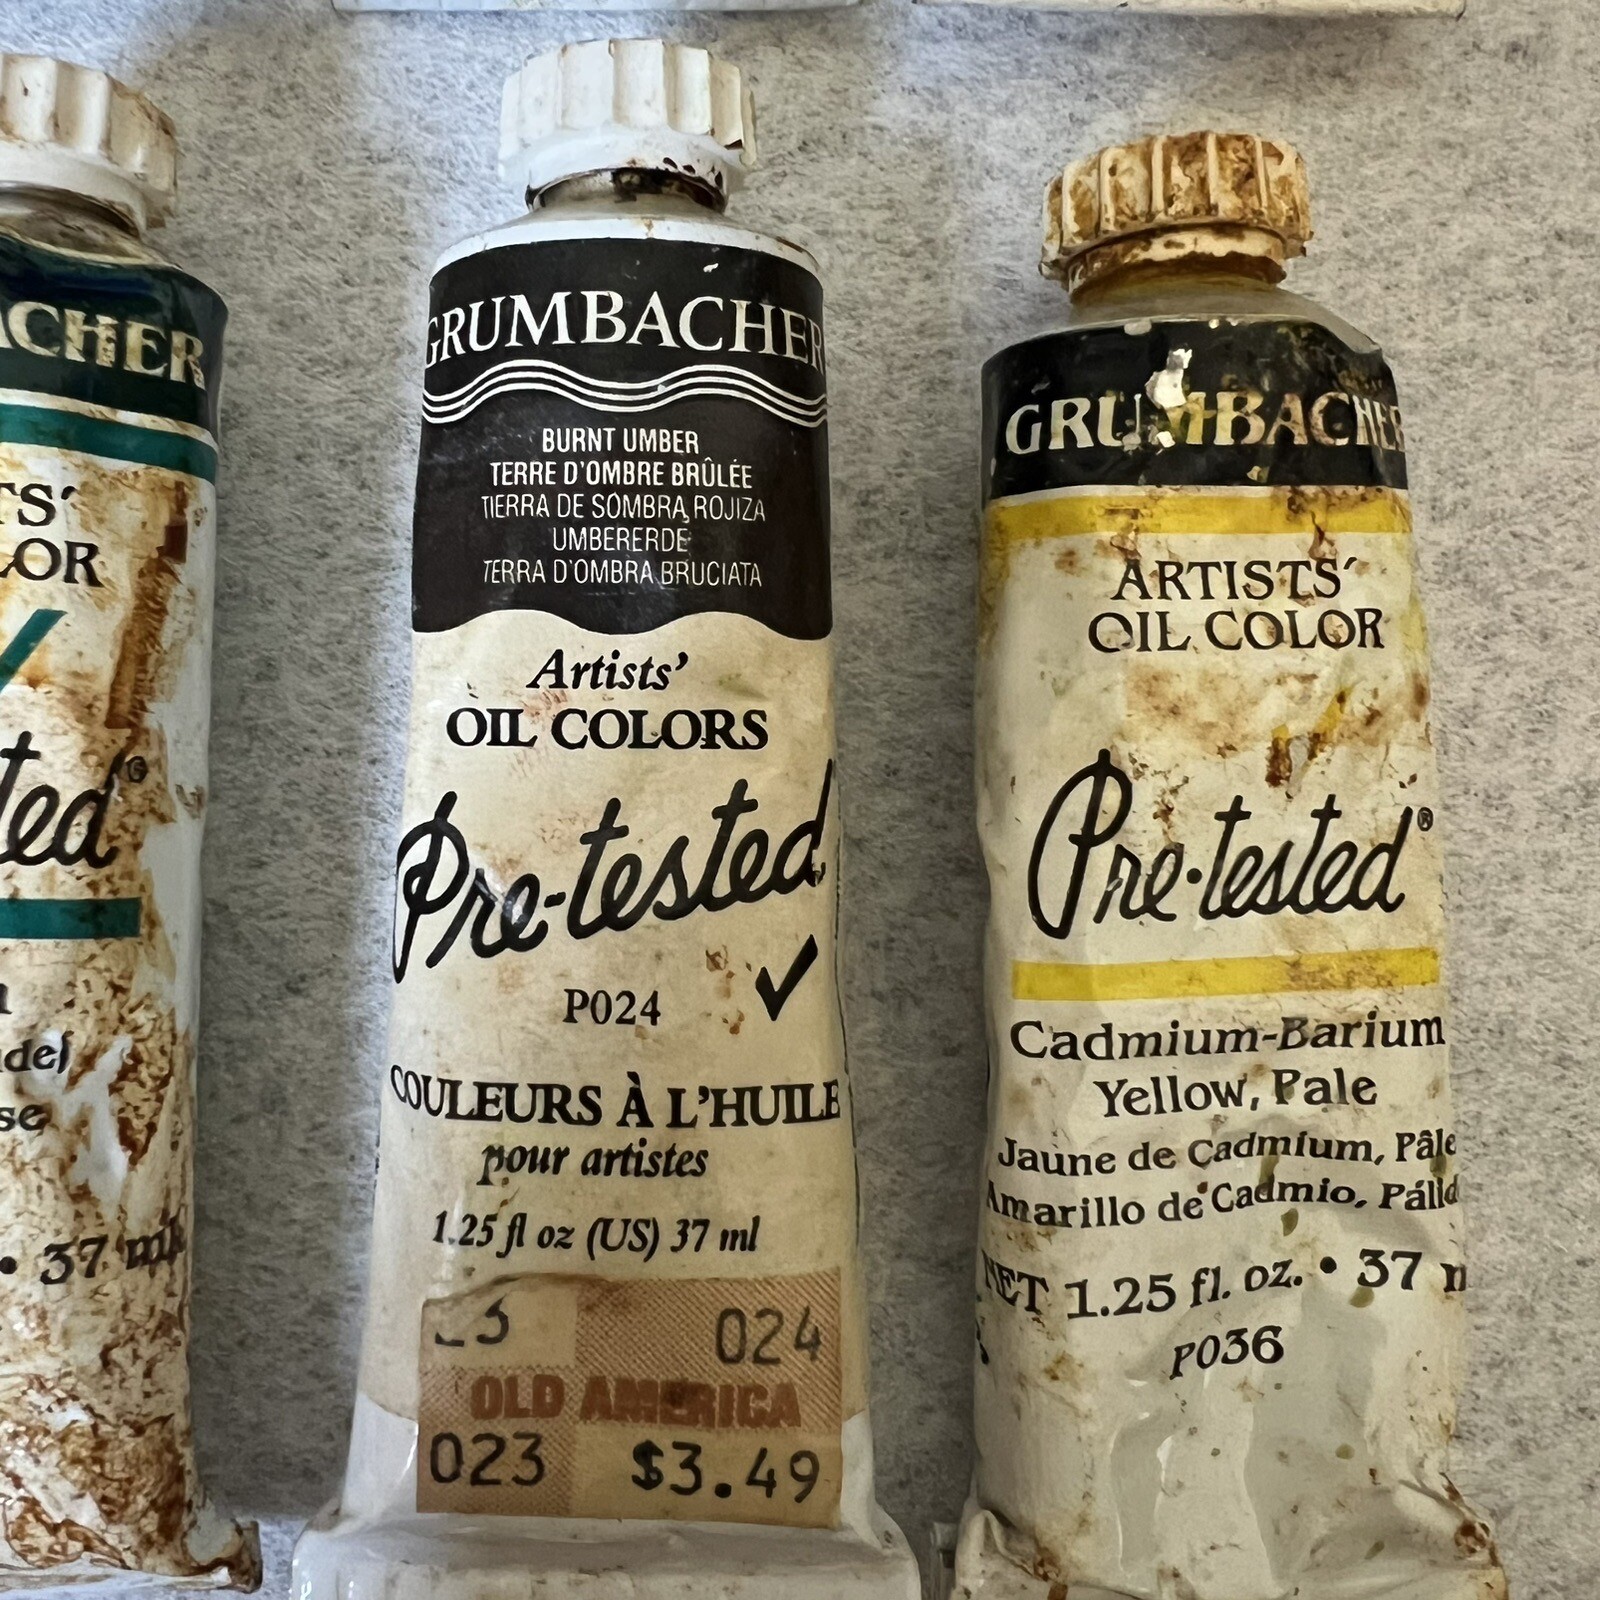 ACHER
TS´
LOR
ted®
se
• 37 ml
GRUMBACHER
BURNT UMBER
TERRE D'OMBRE BRÛLÉE
TIERRA DE SOMBRA ROJIZA
UMBERERDE
TERRA D'OMBRA BRUCIATA
Artists’
OIL COLORS
Pre-tested
P024
COULEURS À L’HUILE
pour artistes
1.25 fl oz (US) 37 ml
024
OLD AMERICA
023 $3.49
GRUMBACHER
ARTISTS´
OIL COLOR
Pre-tested®
Cadmium-Barium
Yellow, Pale
Jaune de Cadmium, Pâle
Amarillo de Cadmio, Pálid
NET 1.25 fl. oz. • 37 m
P036